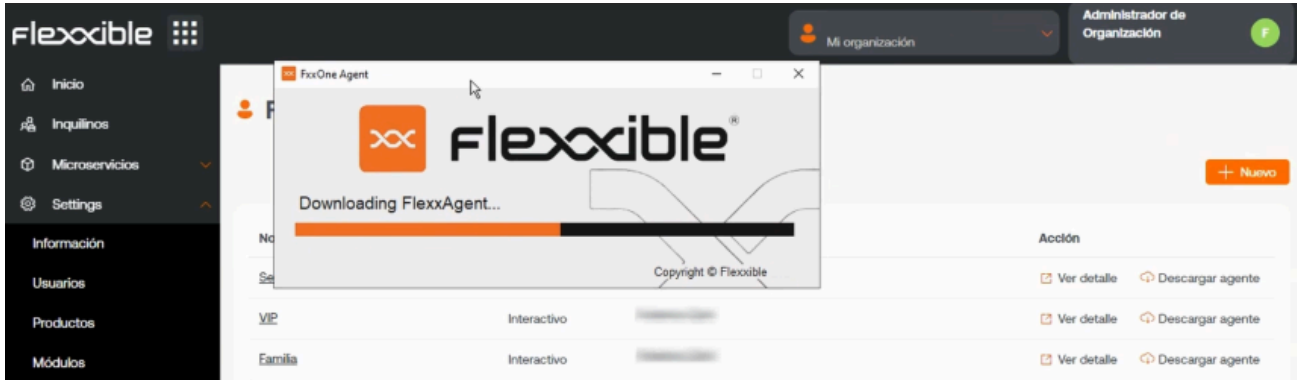 Flexxible
Mi organización
Administrador de
Organización
F
Inicio
Inquilinos
Microservicios
Settings
Información
Usuarios
Productos
Módulos
FxxOne Agent
Flexxible®
Downloading FlexxAgent...
Copyright © Flexxible
Nuevo
Acción
Ver detalle Descargar agente
VIP Interactivo Ver detalle Descargar agente
Familia Interactivo Ver detalle Descargar agente